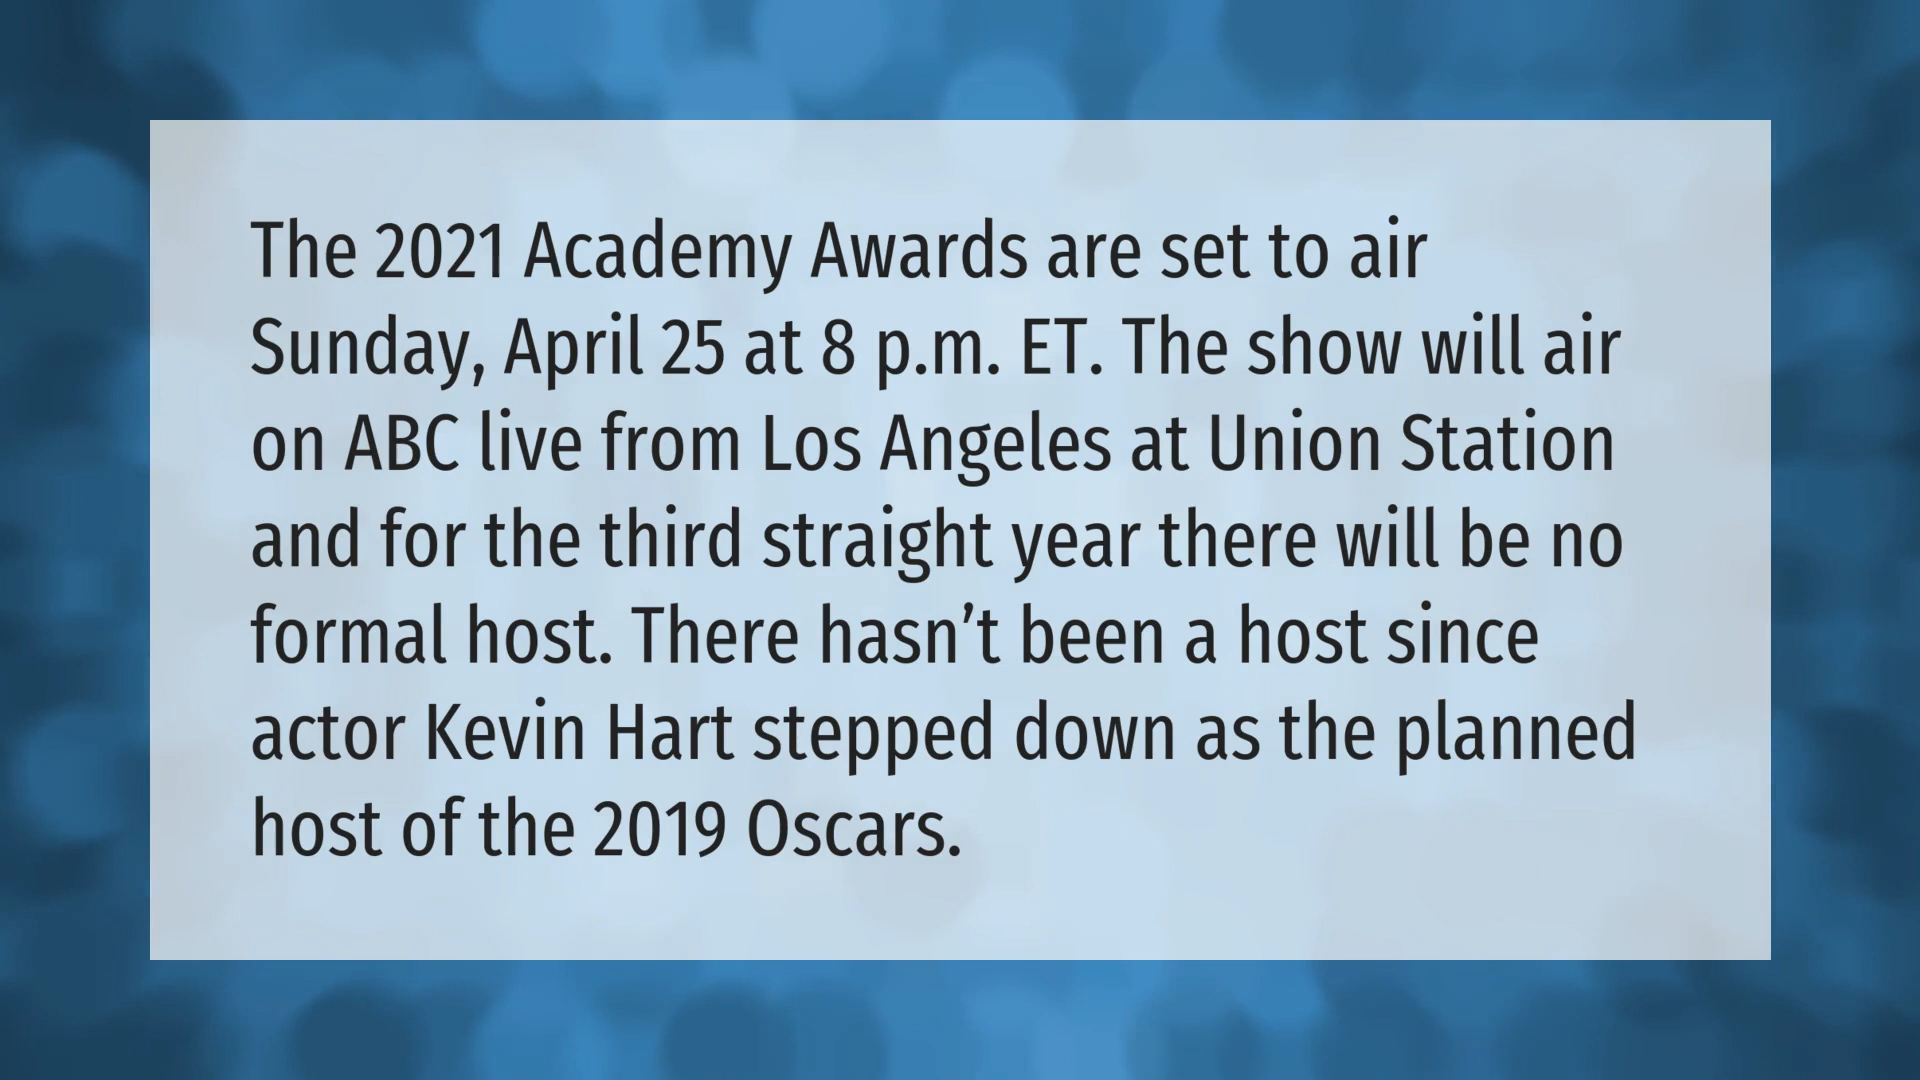 The 2021 Academy Awards are set to air
Sunday, April 25 at 8 p.m. ET. The show will air
on ABC live from Los Angeles at Union Station
and for the third straight year there will be no
formal host. There hasn’t been a host since
actor Kevin Hart stepped down as the planned
host of the 2019 Oscars.